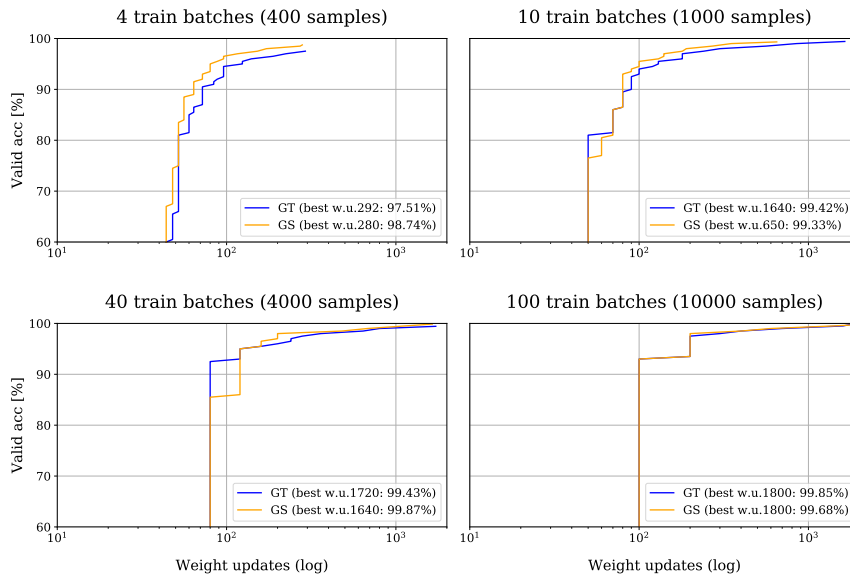 4 train batches (400 samples)
10 train batches (1000 samples)
Valid acc [%]
100
90
80
70
60
GT (best w.u.292: 97.51%)
GS (best w.u.280: 98.74%)
10¹
10²
10³
GT (best w.u.1640: 99.42%)
GS (best w.u.650: 99.33%)
10¹
10²
10³
40 train batches (4000 samples)
100 train batches (10000 samples)
Valid acc [%]
100
90
80
70
60
GT (best w.u.1720: 99.43%)
GS (best w.u.1640: 99.87%)
10¹
10²
10³
GT (best w.u.1800: 99.85%)
GS (best w.u.1800: 99.68%)
10¹
10²
10³
Weight updates (log)
Weight updates (log)